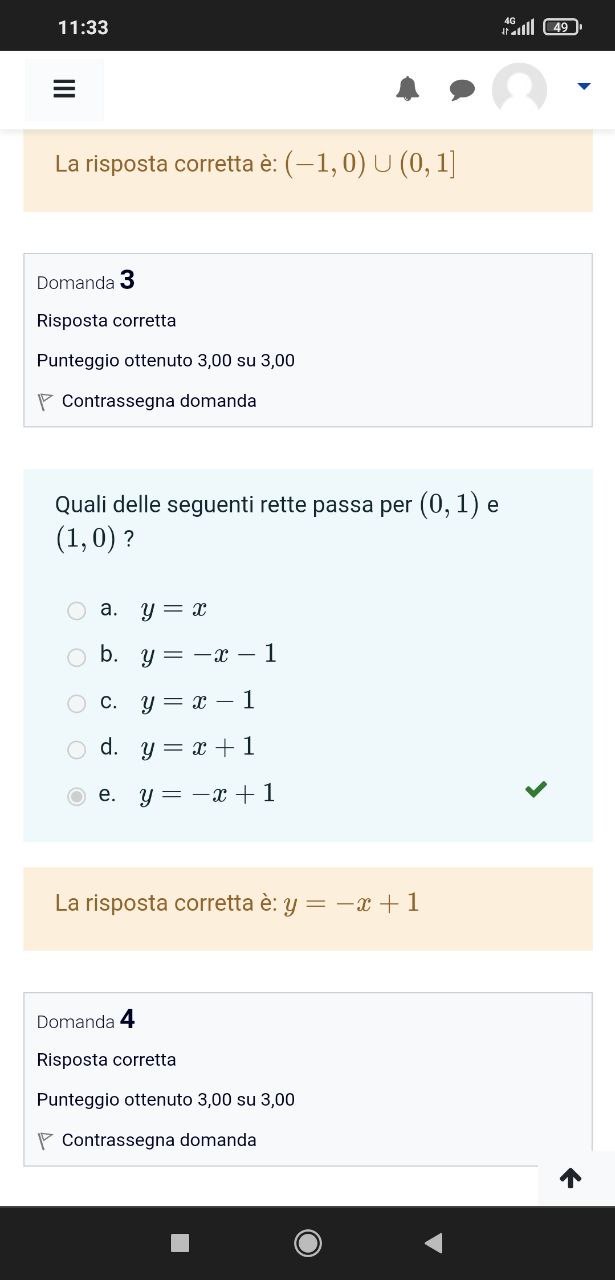 11:33
4G
49
La risposta corretta è: (−1, 0) ∪ (0, 1]
Domanda 3
Risposta corretta
Punteggio ottenuto 3,00 su 3,00
Contrassegna domanda
Quali delle seguenti rette passa per (0, 1) e
(1, 0) ?
a. y = x
b. y = −x − 1
c. y = x − 1
d. y = x + 1
e. y = −x + 1
La risposta corretta è: y = −x + 1
Domanda 4
Risposta corretta
Punteggio ottenuto 3,00 su 3,00
Contrassegna domanda